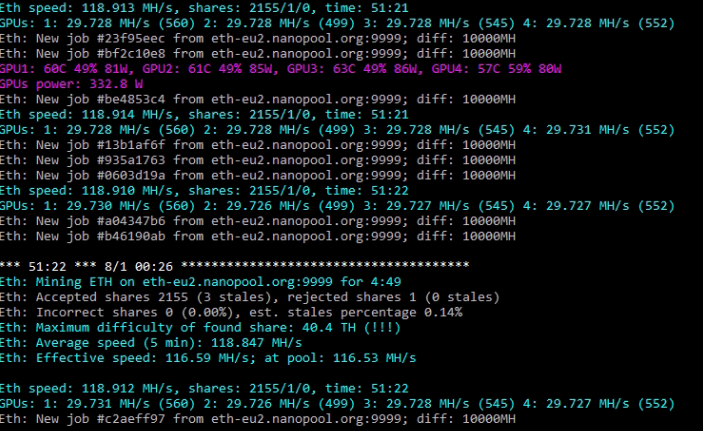 Eth speed: 118.913 MH/s, shares: 2155/1/0, time: 51:21
GPUs: 1: 29.728 MH/s (560) 2: 29.728 MH/s (499) 3: 29.728 MH/s (545) 4: 29.728 MH/s (552)
Eth: New job #23f95eec from eth-eu2.nanopool.org:9999; diff: 10000MH
Eth: New job #bf2c10e8 from eth-eu2.nanopool.org:9999; diff: 10000MH
GPU1: 60C 49% 81W, GPU2: 61C 49% 85W, GPU3: 63C 49% 86W, GPU4: 57C 59% 80W
GPUs power: 332.8 W
Eth: New job #be4853c4 from eth-eu2.nanopool.org:9999; diff: 10000MH
Eth speed: 118.914 MH/s, shares: 2155/1/0, time: 51:21
GPUs: 1: 29.728 MH/s (560) 2: 29.728 MH/s (499) 3: 29.728 MH/s (545) 4: 29.731 MH/s (552)
Eth: New job #13b1af6f from eth-eu2.nanopool.org:9999; diff: 10000MH
Eth: New job #935a1763 from eth-eu2.nanopool.org:9999; diff: 10000MH
Eth: New job #0603d19a from eth-eu2.nanopool.org:9999; diff: 10000MH
Eth speed: 118.910 MH/s, shares: 2155/1/0, time: 51:22
GPUs: 1: 29.730 MH/s (560) 2: 29.726 MH/s (499) 3: 29.727 MH/s (545) 4: 29.727 MH/s (552)
Eth: New job #a04347b6 from eth-eu2.nanopool.org:9999; diff: 10000MH
Eth: New job #b46190ab from eth-eu2.nanopool.org:9999; diff: 10000MH
*** 51:22 *** 8/1 00:26 **************************************
Eth: Mining ETH on eth-eu2.nanopool.org:9999 for 4:49
Eth: Accepted shares 2155 (3 stales), rejected shares 1 (0 stales)
Eth: Incorrect shares 0 (0.00%), est. stales percentage 0.14%
Eth: Maximum difficulty of found share: 40.4 TH (!!!)
Eth: Average speed (5 min): 118.847 MH/s
Eth: Effective speed: 116.59 MH/s; at pool: 116.53 MH/s
Eth speed: 118.912 MH/s, shares: 2155/1/0, time: 51:22
GPUs: 1: 29.731 MH/s (560) 2: 29.726 MH/s (499) 3: 29.728 MH/s (545) 4: 29.727 MH/s (552)
Eth: New job #c2aeff97 from eth-eu2.nanopool.org:9999; diff: 10000MH